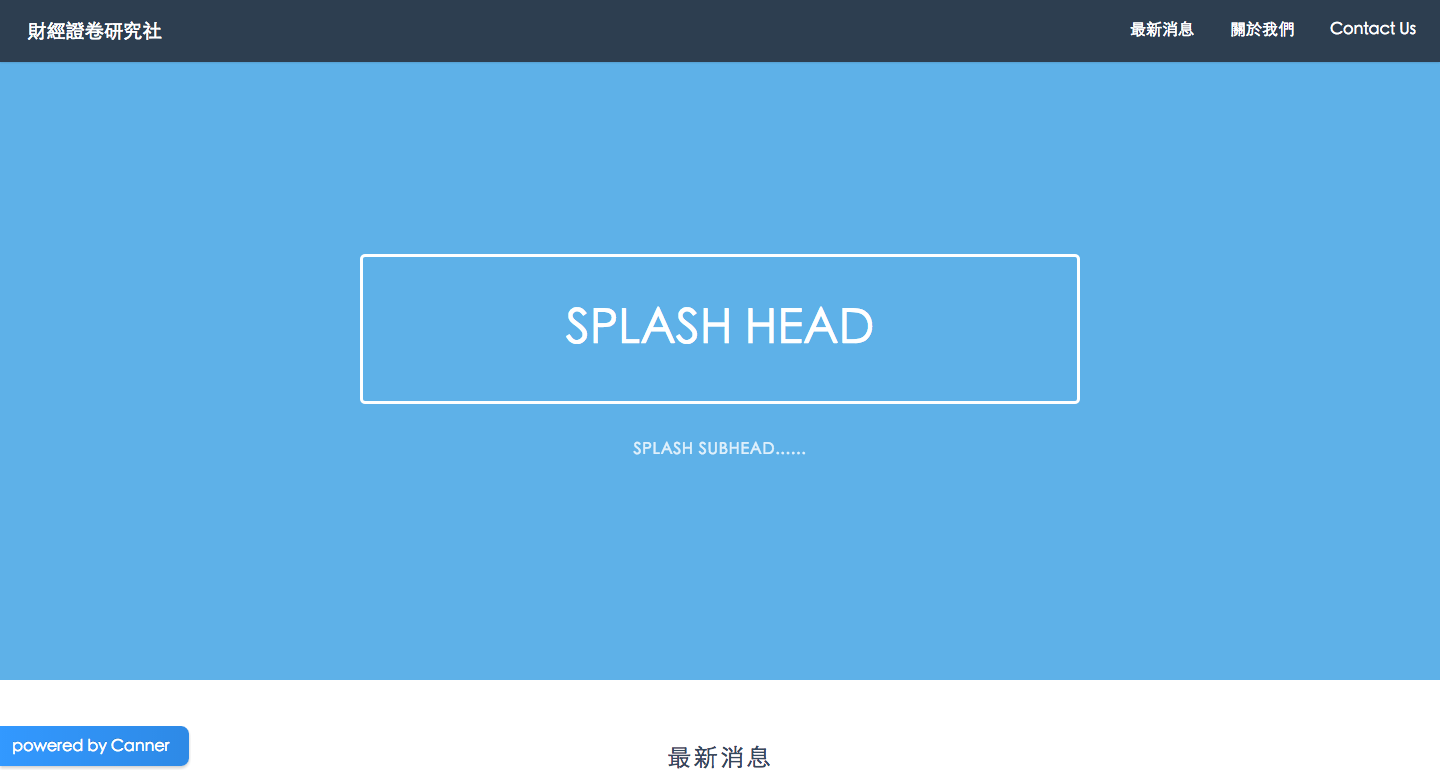 財經證卷研究社
最新消息 關於我們 Contact Us
SPLASH HEAD
SPLASH SUBHEAD......
最新消息
powered by Canner